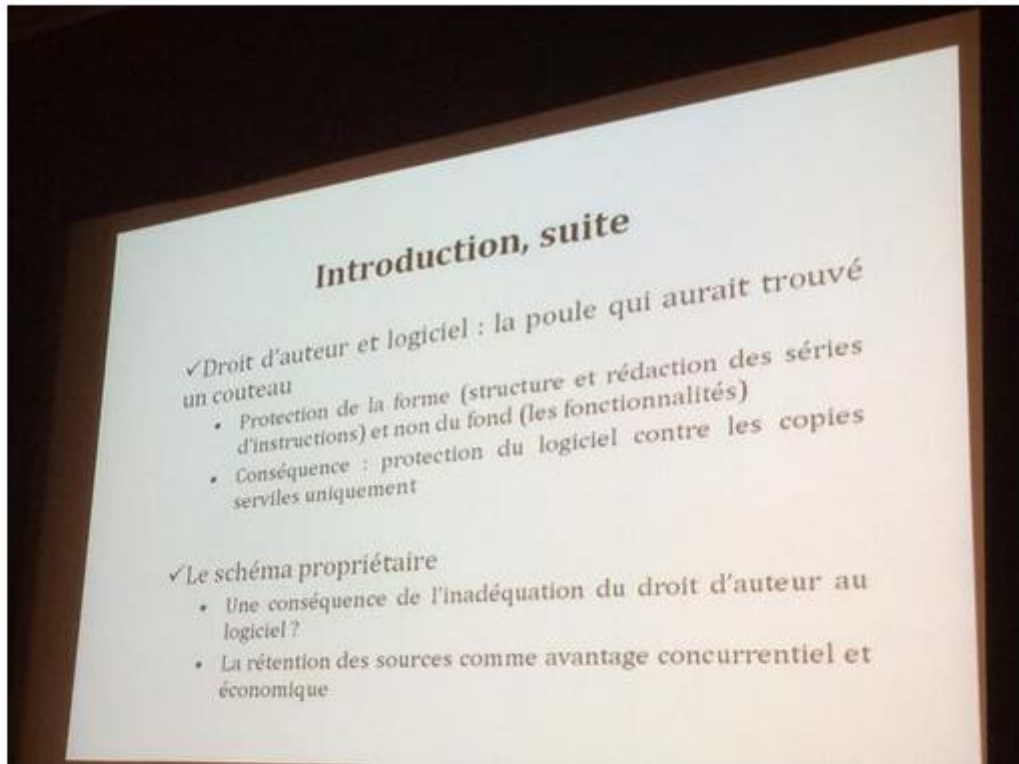 Introduction, suite
✓Droit d'auteur et logiciel : la poule qui aurait trouvé
un couteau
• Protection de la forme (structure et rédaction des séries
d'instructions) et non du fond (les fonctionnalités)
• Conséquence : protection du logiciel contre les copies
serviles uniquement
✓Le schéma propriétaire
• Une conséquence de l'inadéquation du droit d'auteur au
logiciel ?
• La rétention des sources comme avantage concurrentiel et
économique